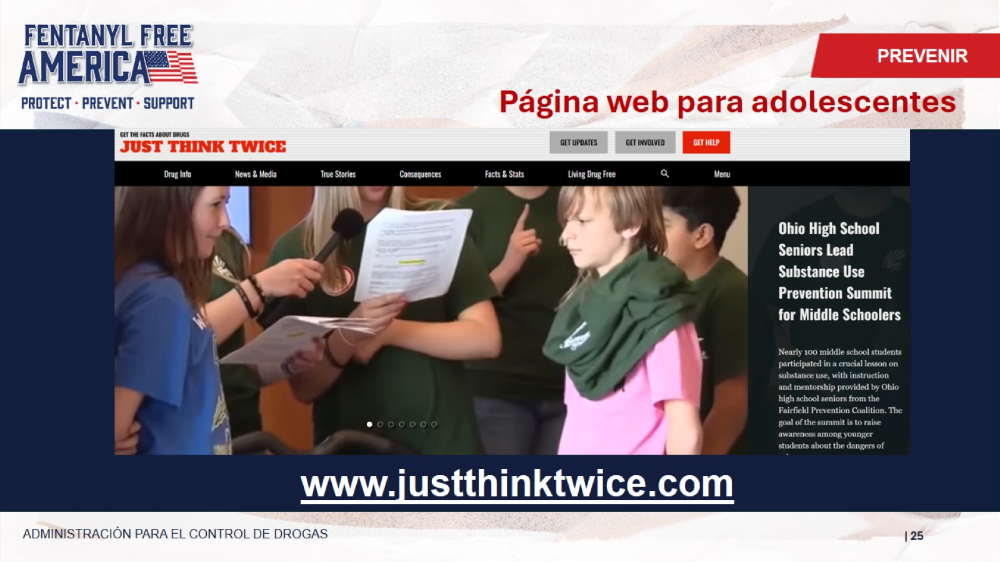 FENTANYL FREE
AMERICA
PROTECT · PREVENT · SUPPORT
PREVENIR
Página web para adolescentes
GET THE FACTS ABOUT DRUGS
JUST THINK TWICE
GET UPDATES
GET INVOLVED
GET HELP
Drug Info
News & Media
True Stories
Consequences
Facts & Stats
Living Drug Free
Menu
Ohio High School
Seniors Lead
Substance Use
Prevention Summit
for Middle Schoolers
Nearly 100 middle school students
participated in a crucial lesson on
substance use, with instruction
and mentorship provided by Ohio
high school seniors from the
Fairfield Prevention Coalition. The
goal of the summit is to raise
awareness among younger
students about the dangers of
www.justthinktwice.com
ADMINISTRACIÓN PARA EL CONTROL DE DROGAS
| 25